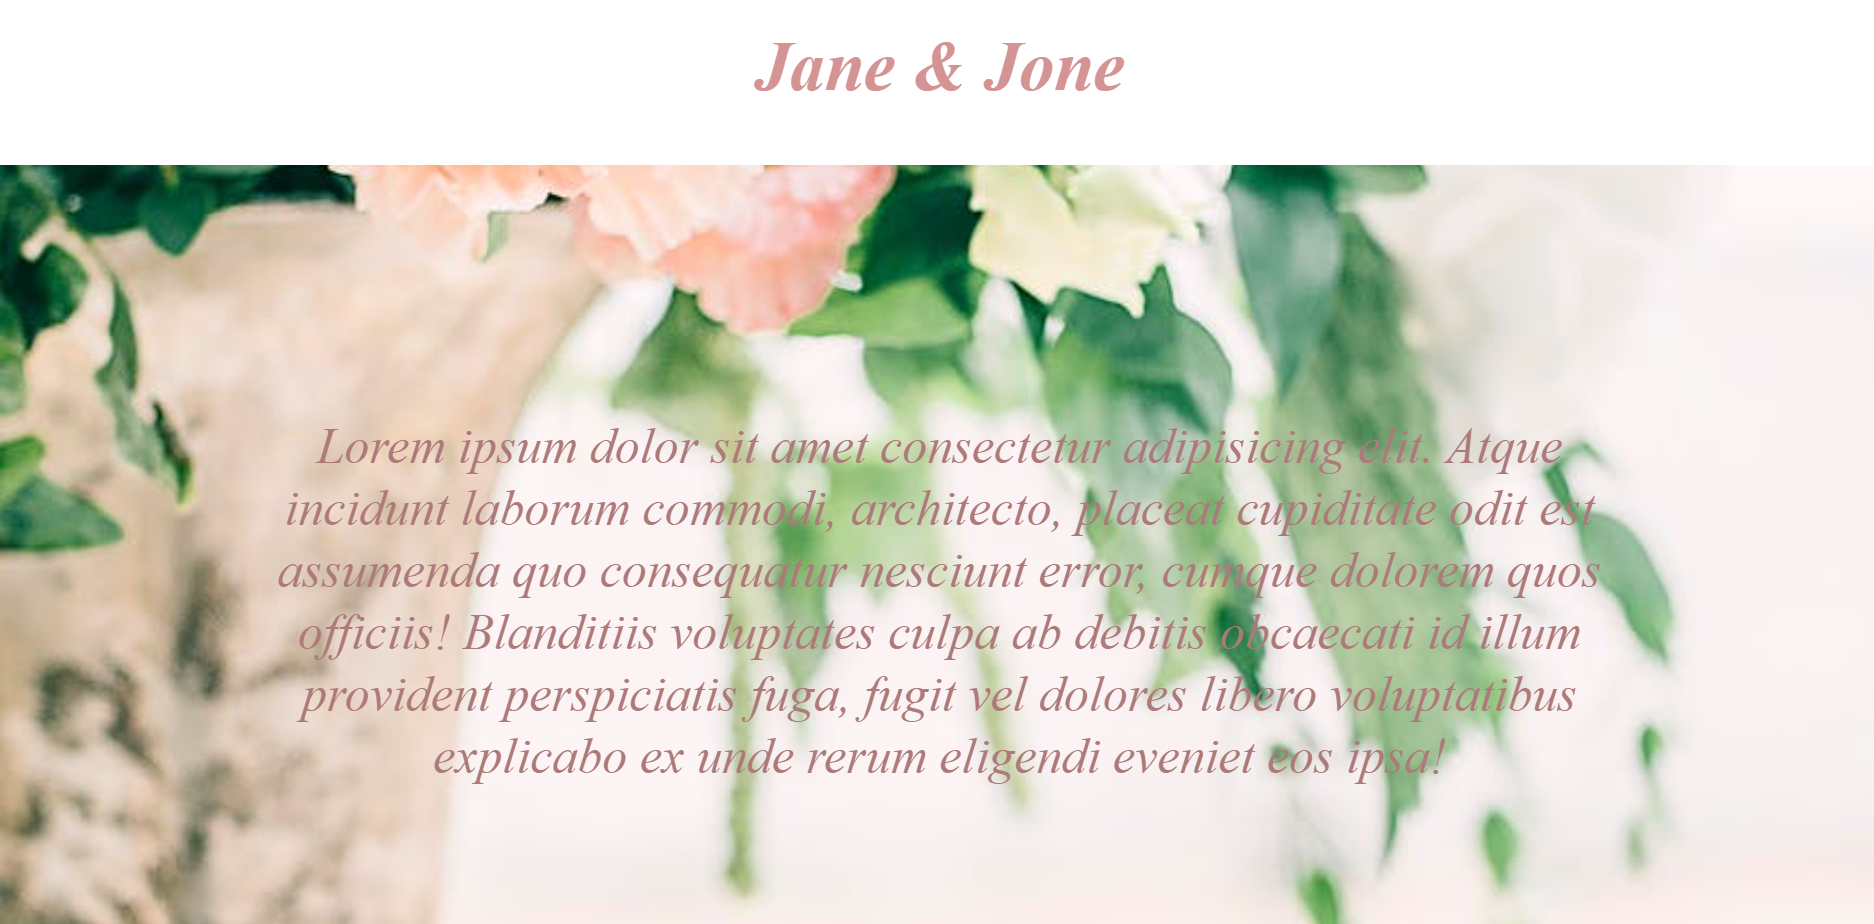 Jane & Jone
Lorem ipsum dolor sit amet consectetur adipisicing elit. Atque
incidunt laborum commodi, architecto, placeat cupiditate odit est
assumenda quo consequatur nesciunt error, cumque dolorem quos
officiis! Blanditiis voluptates culpa ab debitis obcaecati id illum
provident perspiciatis fuga, fugit vel dolores libero voluptatibus
explicabo ex unde rerum eligendi eveniet eos ipsa!